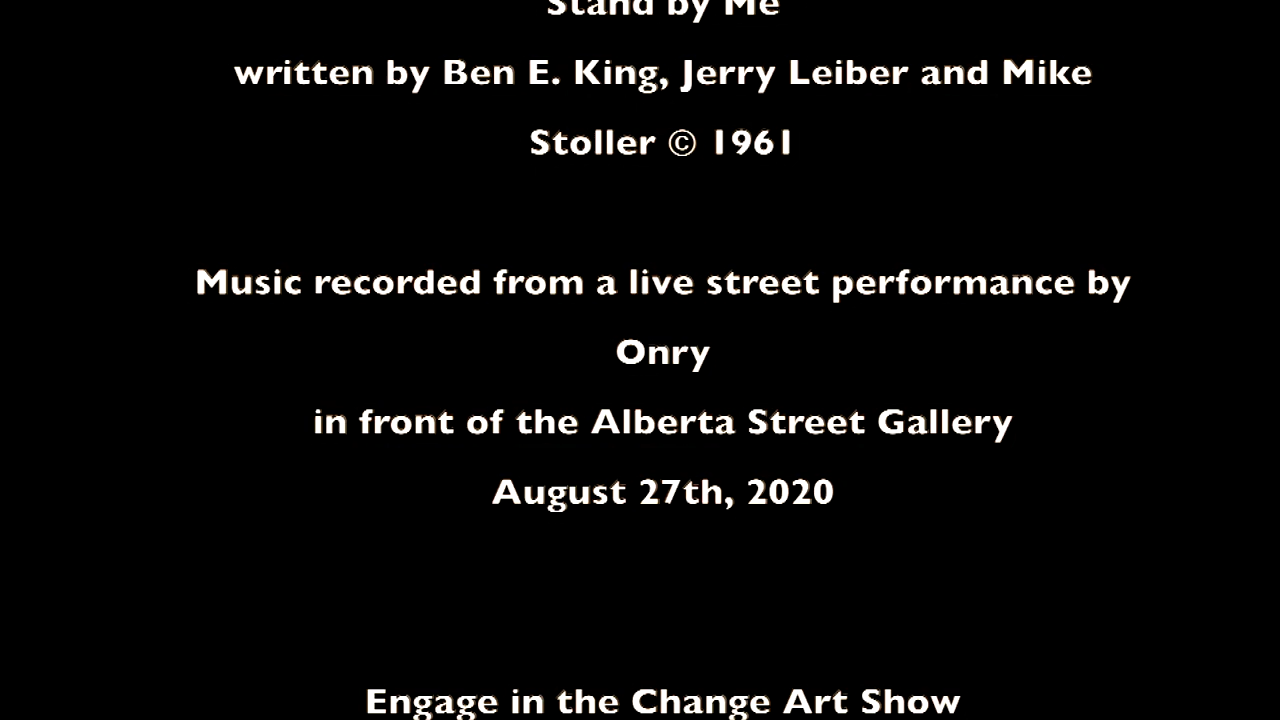 Stand by Me
written by Ben E. King, Jerry Leiber and Mike
Stoller © 1961
Music recorded from a live street performance by
Onry
in front of the Alberta Street Gallery
August 27th, 2020
Engage in the Change Art Show